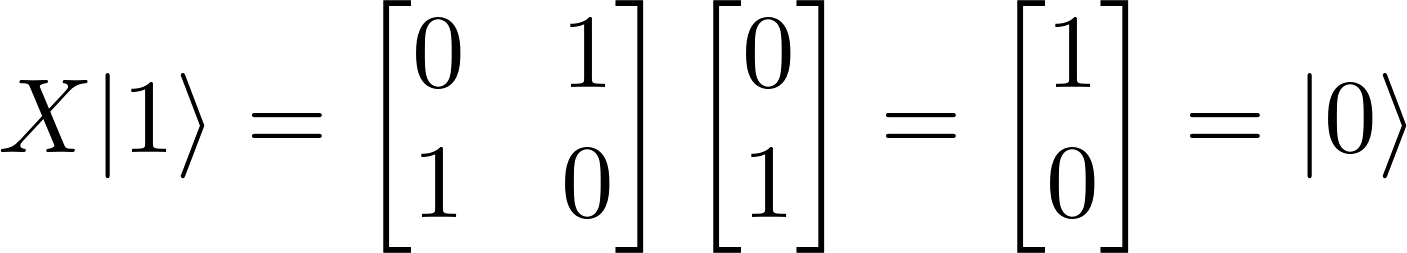 X|1⟩ = [0 1; 1 0] [0; 1] = [1; 0] = |0⟩